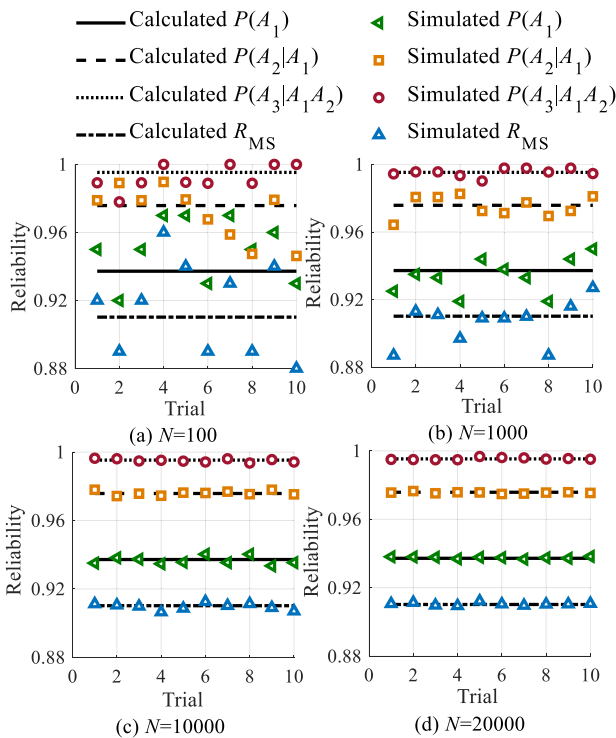 Calculated P(A1) Simulated P(A1)
Calculated P(A2|A1) Simulated P(A2|A1)
Calculated P(A3|A1A2) Simulated P(A3|A1A2)
Calculated RMS Simulated RMS
1 1
0.96 0.96
Reliability Reliability
0.92 0.92
0.88 0.88
0 2 4 6 8 10 0 2 4 6 8 10
Trial Trial
(a) N=100 (b) N=1000
1 1
0.96 0.96
Reliability Reliability
0.92 0.92
0.88 0.88
0 2 4 6 8 10 0 2 4 6 8 10
Trial Trial
(c) N=10000 (d) N=20000